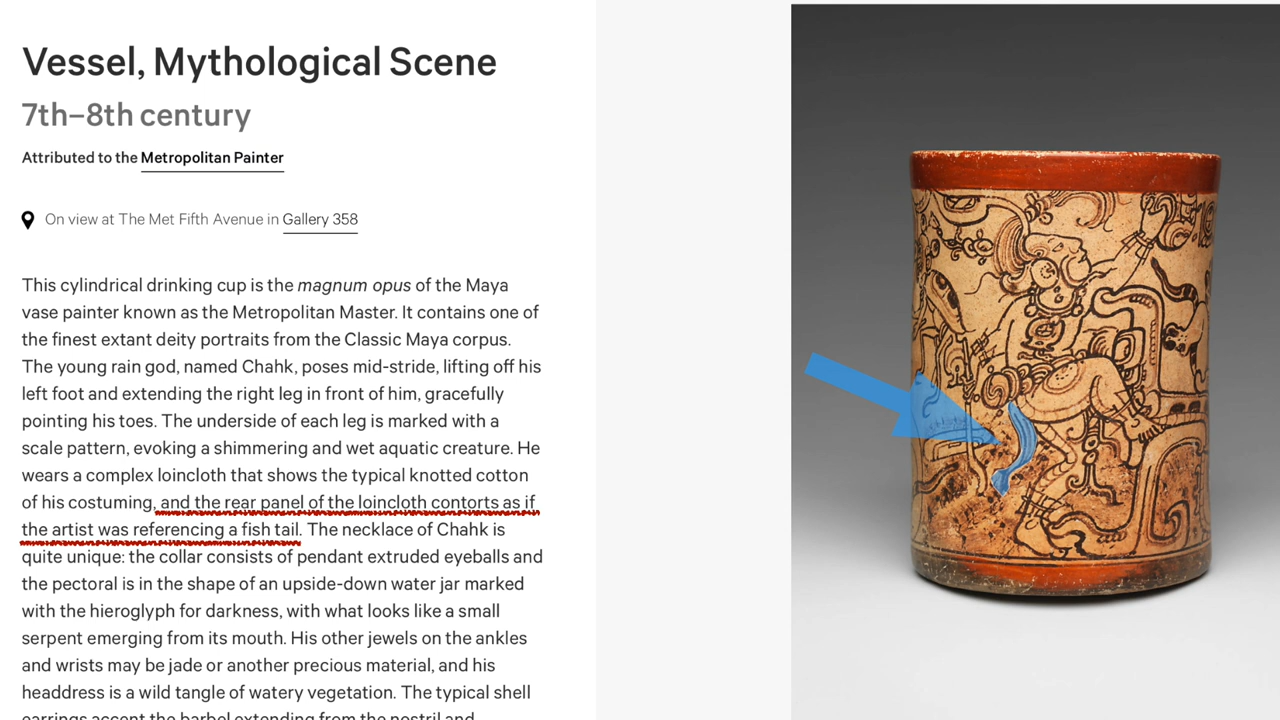 Vessel, Mythological Scene
7th–8th century
Attributed to the Metropolitan Painter
On view at The Met Fifth Avenue in Gallery 358
This cylindrical drinking cup is the magnum opus of the Maya
vase painter known as the Metropolitan Master. It contains one of
the finest extant deity portraits from the Classic Maya corpus.
The young rain god, named Chahk, poses mid-stride, lifting off his
left foot and extending the right leg in front of him, gracefully
pointing his toes. The underside of each leg is marked with a
scale pattern, evoking a shimmering and wet aquatic creature. He
wears a complex loincloth that shows the typical knotted cotton
of his costuming, and the rear panel of the loincloth contorts as if
the artist was referencing a fish tail. The necklace of Chahk is
quite unique: the collar consists of pendant extruded eyeballs and
the pectoral is in the shape of an upside-down water jar marked
with the hieroglyph for darkness, with what looks like a small
serpent emerging from its mouth. His other jewels on the ankles
and wrists may be jade or another precious material, and his
headdress is a wild tangle of watery vegetation. The typical shell
earrings accent the barbel extending from the nostril and